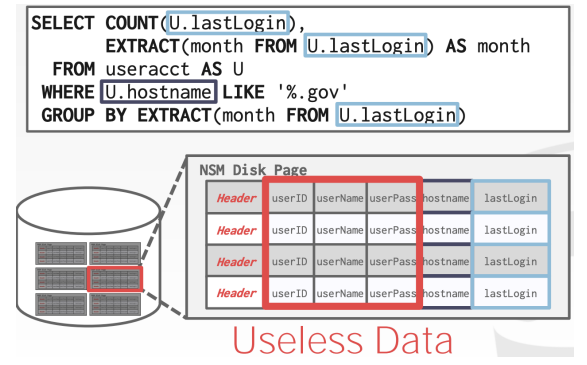 SELECT COUNT(U.lastLogin),
EXTRACT(month FROM U.lastLogin) AS month
FROM useracct AS U
WHERE U.hostname LIKE '%.gov'
GROUP BY EXTRACT(month FROM U.lastLogin)
NSM Disk Page
Header userID userName userPass hostname lastLogin
Header userID userName userPass hostname lastLogin
Header userID userName userPass hostname lastLogin
Header userID userName userPass hostname lastLogin
Useless Data